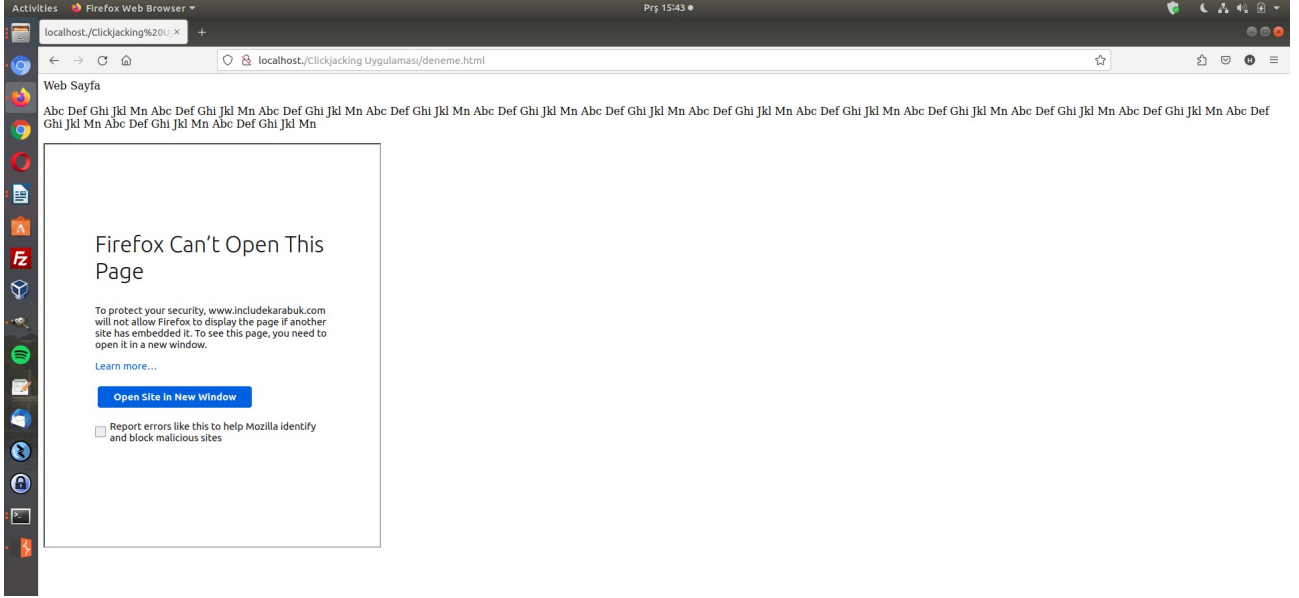 Activities Firefox Web Browser Prş 15:43
localhost./Clickjacking%20U
localhost./Clickjacking Uygulaması/deneme.html
Web Sayfa
Abc Def Ghi Jkl Mn Abc Def Ghi Jkl Mn Abc Def Ghi Jkl Mn Abc Def Ghi Jkl Mn Abc Def Ghi Jkl Mn Abc Def Ghi Jkl Mn Abc Def Ghi Jkl Mn Abc Def Ghi Jkl Mn Abc Def Ghi Jkl Mn Abc Def Ghi Jkl Mn Abc Def Ghi Jkl Mn Abc Def
Ghi Jkl Mn Abc Def Ghi Jkl Mn Abc Def Ghi Jkl Mn
Firefox Can’t Open This
Page
To protect your security, www.includekarabuk.com
will not allow Firefox to display the page if another
site has embedded it. To see this page, you need to
open it in a new window.
Learn more…
Open Site in New Window
Report errors like this to help Mozilla identify
and block malicious sites